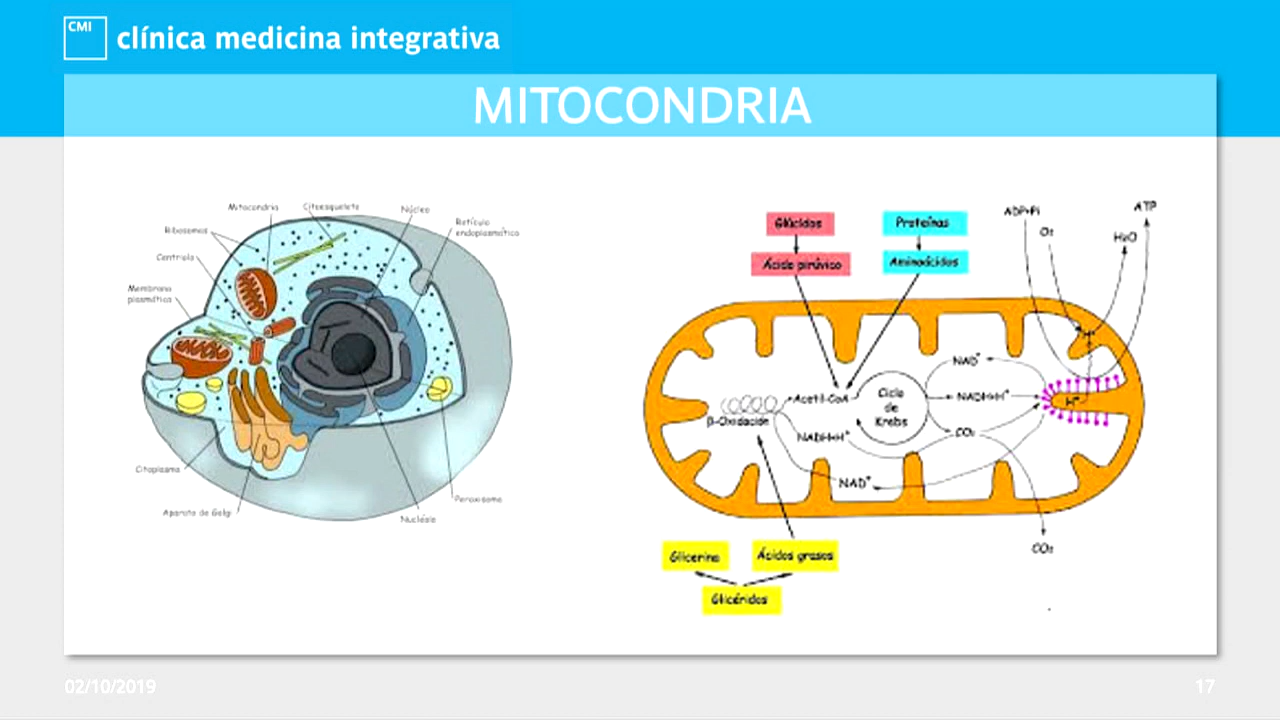 CMI
clínica medicina integrativa
MITOCONDRIA
Mitocondria
Citoesqueleto
Núcleo
Retículo
endoplasmático
Ribosomas
Centriolo
Membrana
plasmática
Citoplasma
Aparato de Golgi
Nucléolo
Peroxisoma
Glúcidos
Ácido pirúvico
Proteínas
Aminoácidos
ADP+Pi
O₂
H₂O
ATP
NAD⁺
Acetil-CoA
Ciclo
de
Krebs
NADH+H⁺
H⁺
β-Oxidación
NADH+H⁺
CO₂
NAD⁺
CO₂
Glicerina
Ácidos grasos
Glicéridos
02/10/2019
17